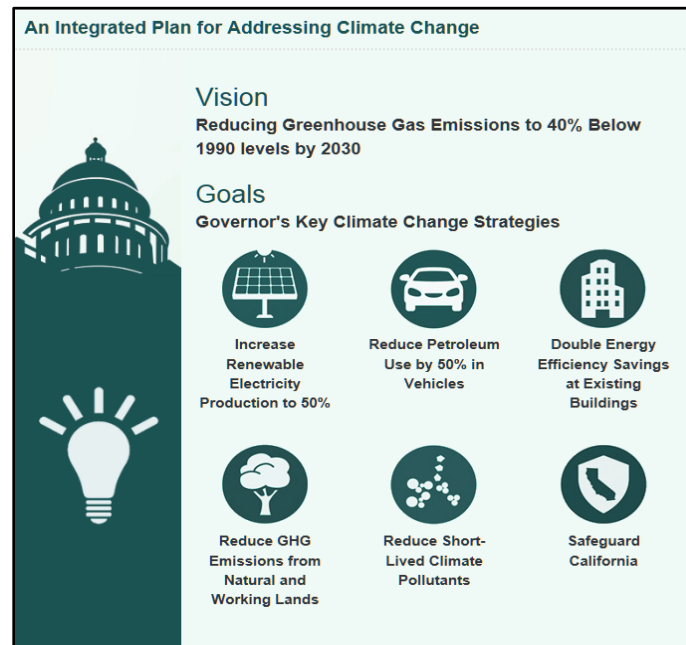 An Integrated Plan for Addressing Climate Change
Vision
Reducing Greenhouse Gas Emissions to 40% Below
1990 levels by 2030
Goals
Governor's Key Climate Change Strategies
Increase
Renewable
Electricity
Production to 50%
Reduce Petroleum
Use by 50% in
Vehicles
Double Energy
Efficiency Savings
at Existing
Buildings
Reduce GHG
Emissions from
Natural and
Working Lands
Reduce Short-
Lived Climate
Pollutants
Safeguard
California